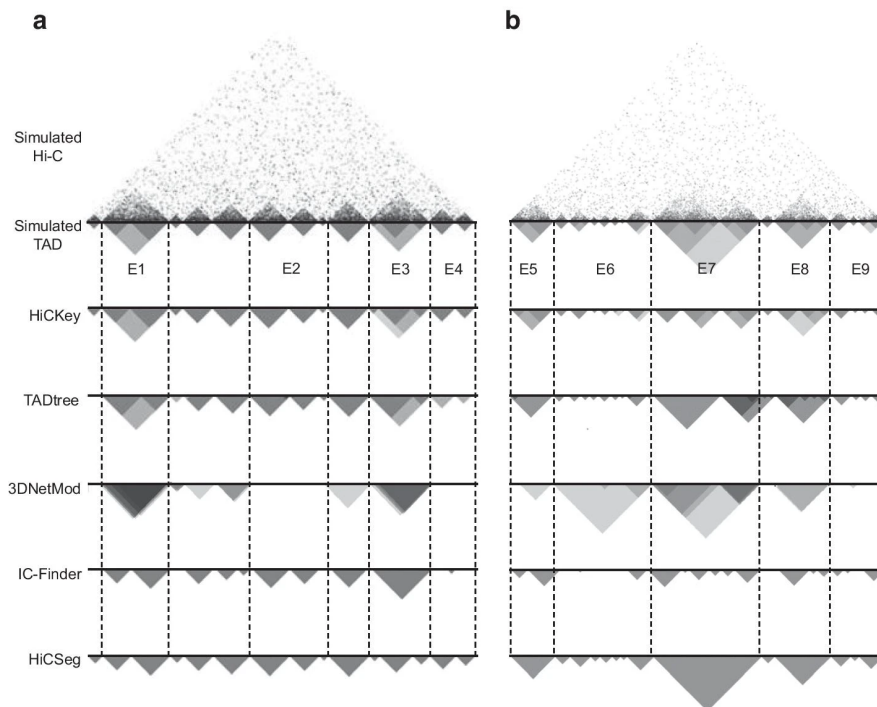 a
b
Simulated
Hi-C
Simulated
TAD
E1
E2
E3
E4
E5
E6
E7
E8
E9
HiCKey
TADtree
3DNetMod
IC-Finder
HiCSeg